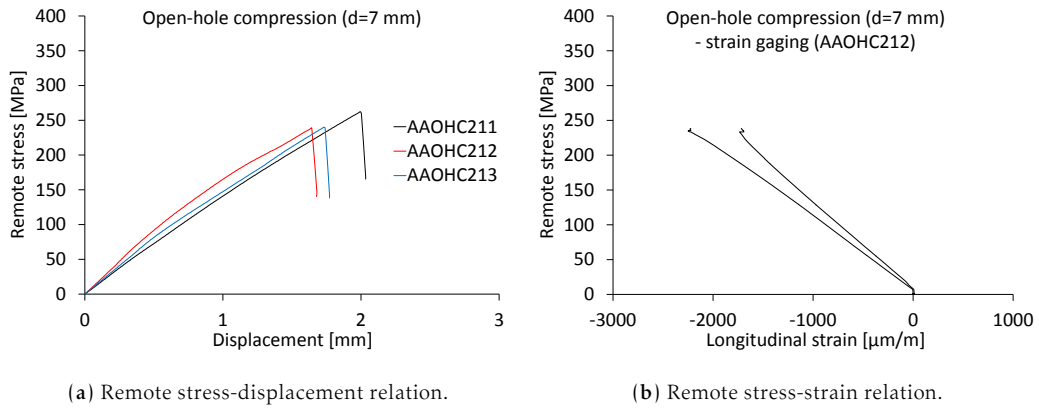 Open-hole compression (d=7 mm)
400
350
300
250
200
150
100
50
0
Remote stress [MPa]
AAOHC211
AAOHC212
AAOHC213
0 1 2 3
Displacement [mm]
(a) Remote stress-displacement relation.
Open-hole compression (d=7 mm)
- strain gaging (AAOHC212)
400
350
300
250
200
150
100
50
0
Remote stress [MPa]
-3000 -2000 -1000 0 1000
Longitudinal strain [μm/m]
(b) Remote stress-strain relation.